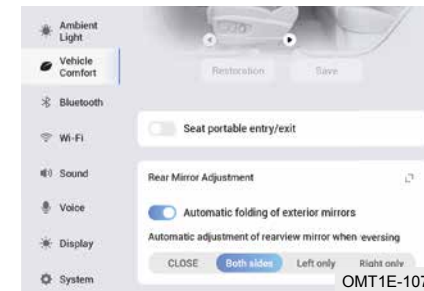 Ambient
Light
Vehicle
Comfort
Restoration
Save
Bluetooth
Seat portable entry/exit
Wi-Fi
Sound
Rear Mirror Adjustment
Voice
Automatic folding of exterior mirrors
Automatic adjustment of rearview mirror when reversing
Display
CLOSE
Both sides
Left only
Right only
System
OMT1E-107